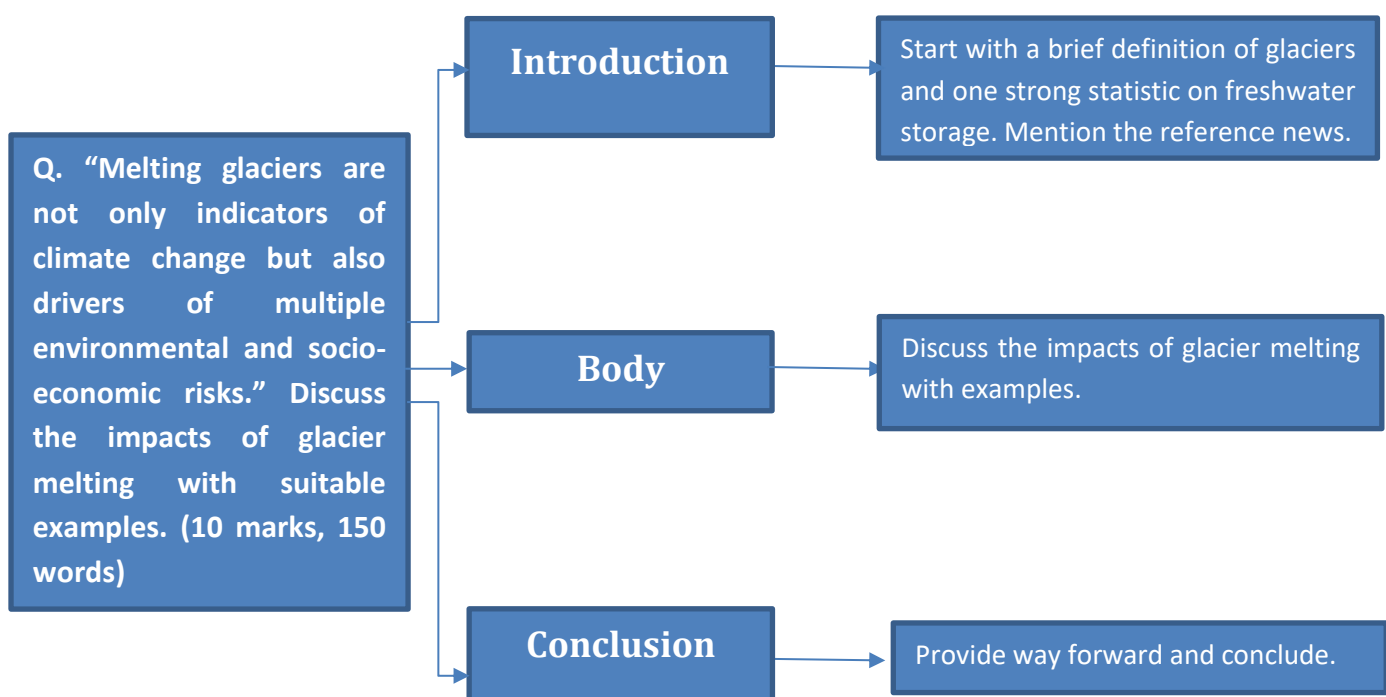 Q. “Melting glaciers are
not only indicators of
climate change but also
drivers of multiple
environmental and socio-
economic risks.” Discuss
the impacts of glacier
melting with suitable
examples. (10 marks, 150
words)
Introduction
Start with a brief definition of glaciers
and one strong statistic on freshwater
storage. Mention the reference news.
Body
Discuss the impacts of glacier melting
with examples.
Conclusion
Provide way forward and conclude.